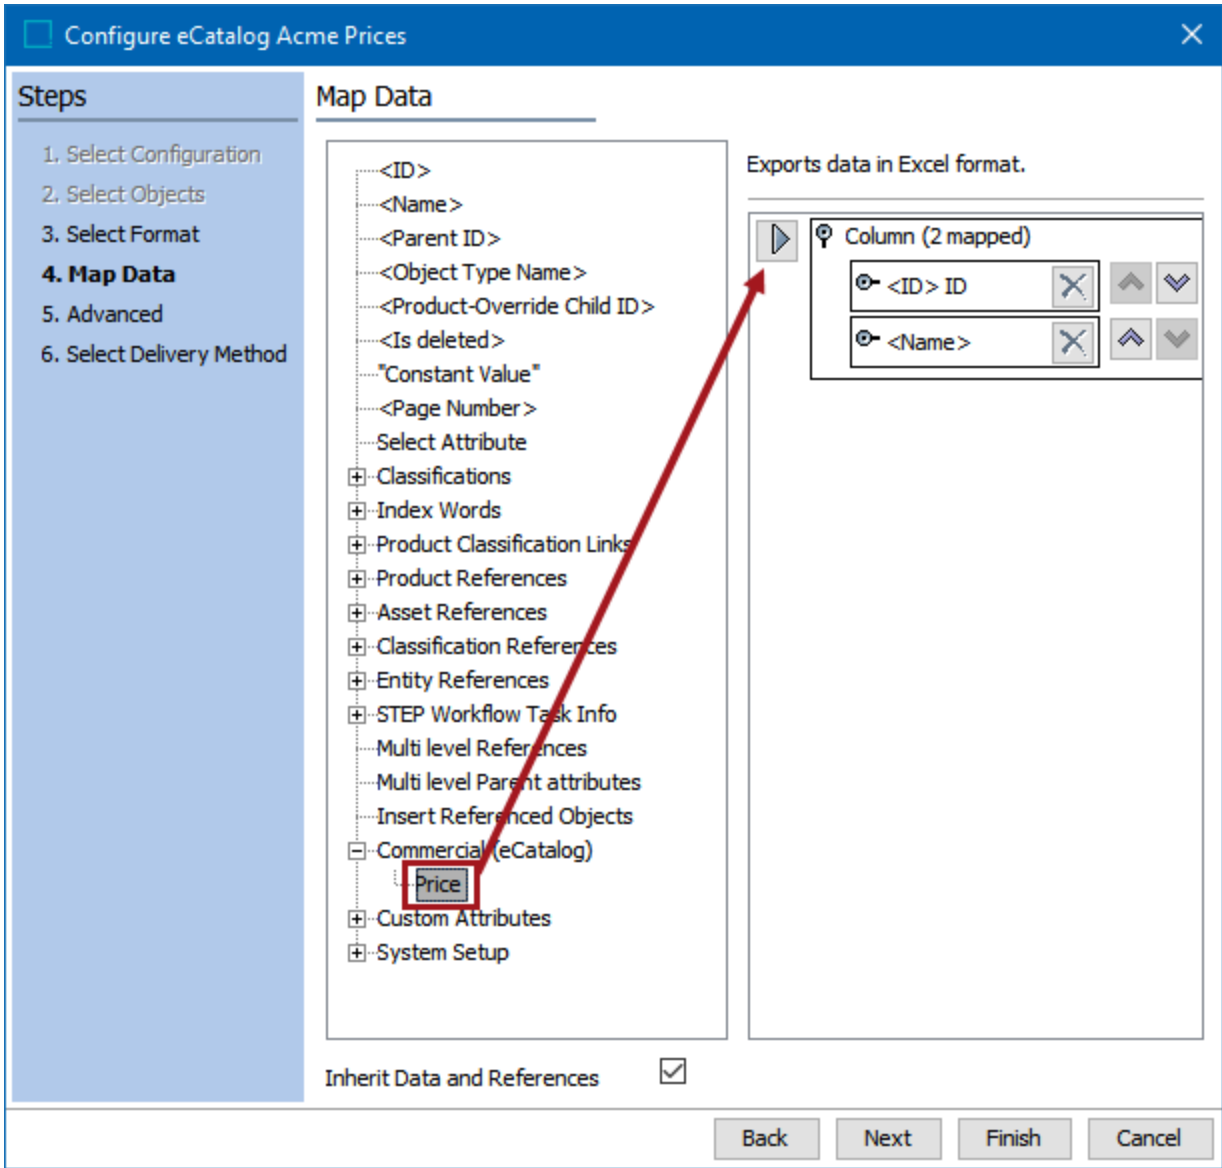 Configure eCatalog Acme Prices
Steps
1. Select Configuration
2. Select Objects
3. Select Format
4. Map Data
5. Advanced
6. Select Delivery Method
Map Data
<ID>
<Name>
<Parent ID>
<Object Type Name>
<Product-Override Child ID>
<Is deleted>
"Constant Value"
<Page Number>
Select Attribute
Classifications
Index Words
Product Classification Links
Product References
Asset References
Classification References
Entity References
STEP Workflow Task Info
Multi level References
Multi level Parent attributes
Insert Referenced Objects
Commercial (eCatalog)
Price
Custom Attributes
System Setup
Inherit Data and References
Exports data in Excel format.
Column (2 mapped)
<ID> ID
<Name>
Back Next Finish Cancel